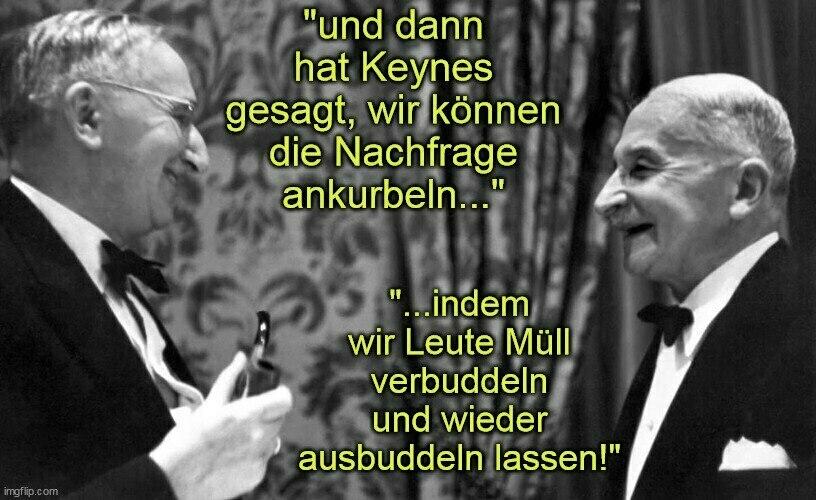 "und dann
hat Keynes
gesagt, wir können
die Nachfrage
ankurbeln..."
"...indem
wir Leute Müll
verbuddeln
und wieder
ausbuddeln lassen!"
imgflip.com